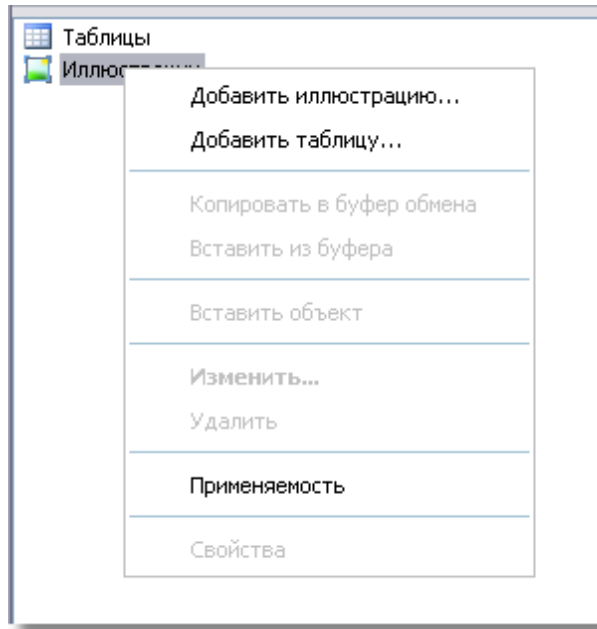 Таблицы
Добавить иллюстрацию...
Добавить таблицу...
Копировать в буфер обмена
Вставить из буфера
Вставить объект
Изменить...
Удалить
Применяемость
Свойства